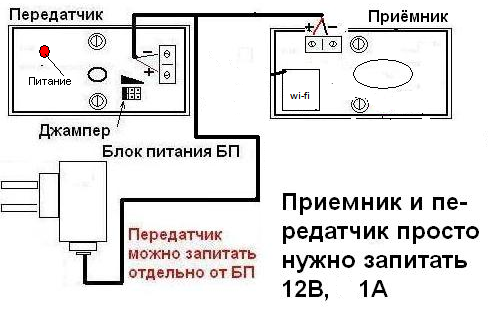 Передатчик
Приёмник
Питание
−
+
− +
wi-fi
Джампер
Блок питания БП
Передатчик
можно запитать
отдельно от БП
Приемник и пе-
редатчик просто
нужно запитать
12В, 1А